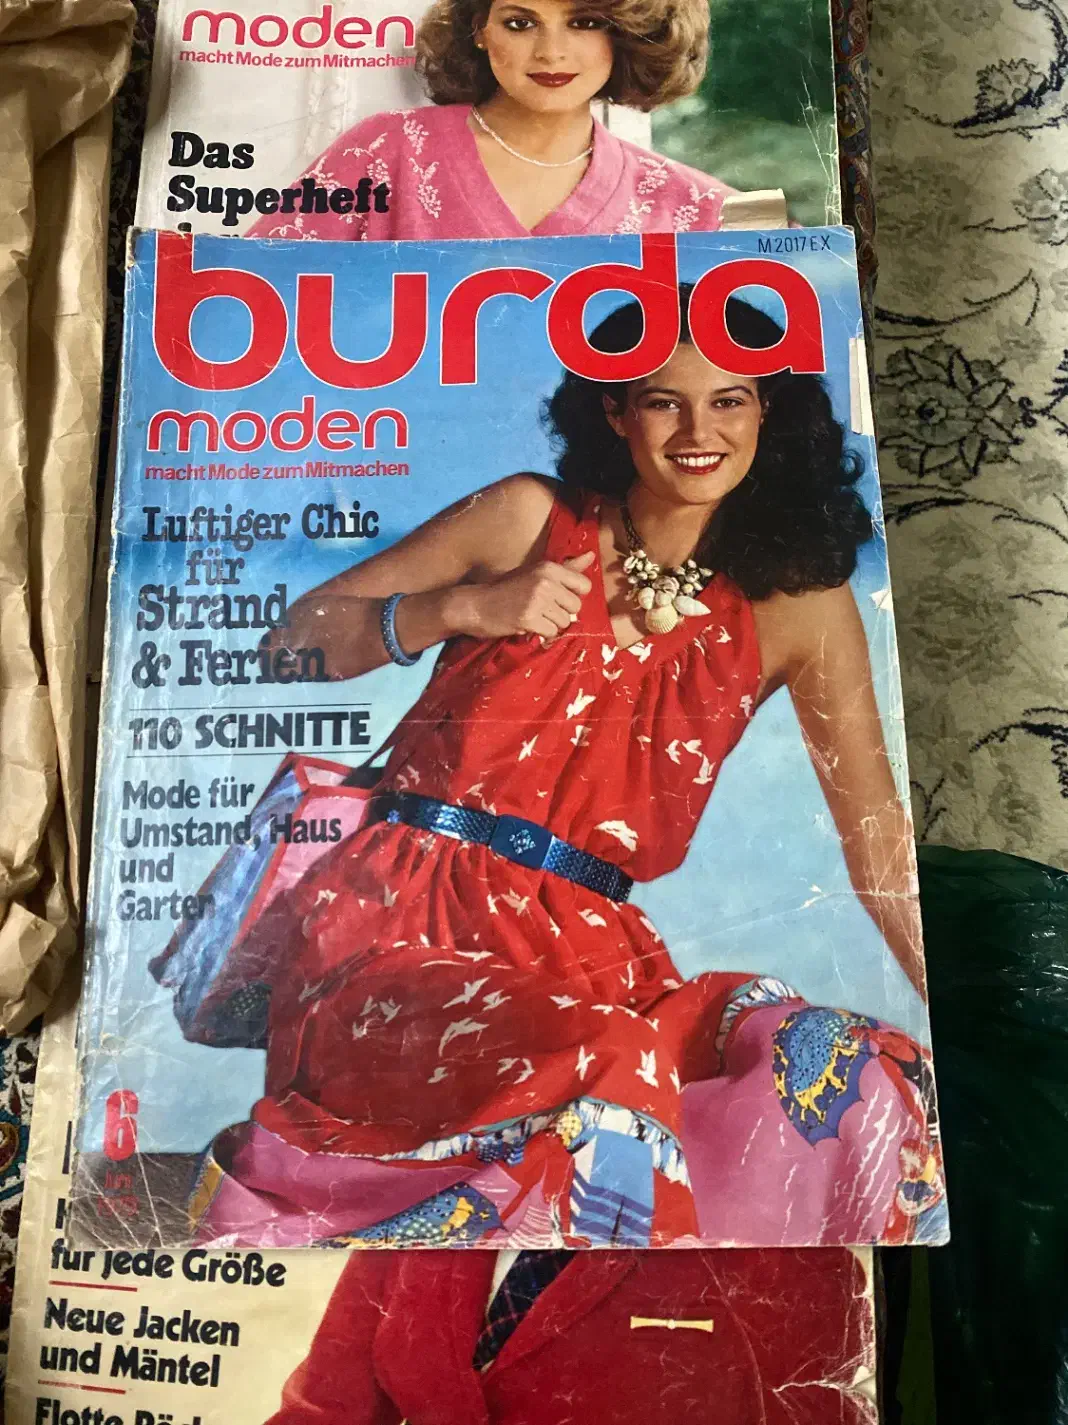 moden
macht Mode zum Mitmachen
Das
Superheft
burda
M2017EX
moden
macht Mode zum Mitmachen
Luftiger Chic
für
Strand
& Ferien
110 SCHNITTE
Mode für
Umstand, Haus
und
Garten
6
für jede Größe
Neue Jacken
und Mäntel
Flotte